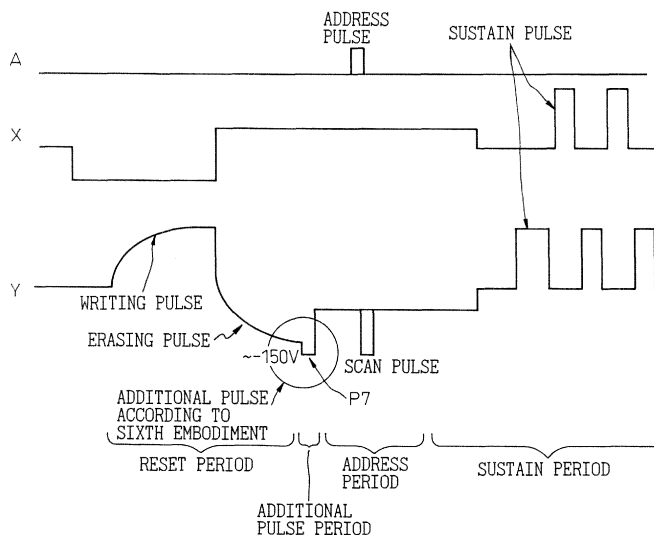 ADDRESS
PULSE
SUSTAIN PULSE
A
X
Y
WRITING PULSE
ERASING PULSE
~-150V
SCAN PULSE
P7
ADDITIONAL PULSE
ACCORDING TO
SIXTH EMBODIMENT
RESET PERIOD
ADDRESS
PERIOD
SUSTAIN PERIOD
ADDITIONAL
PULSE PERIOD